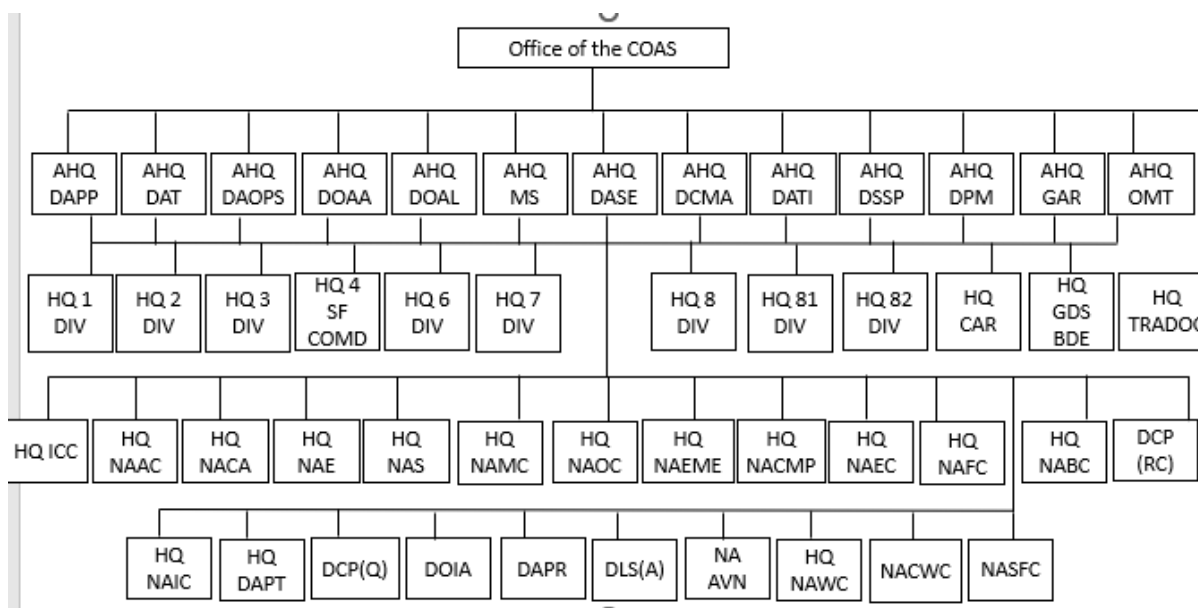 Office of the COAS
AHQ
DAPP
AHQ
DAT
AHQ
DAOPS
AHQ
DOAA
AHQ
DOAL
AHQ
MS
AHQ
DASE
AHQ
DCMA
AHQ
DATI
AHQ
DSSP
AHQ
DPM
AHQ
GAR
AHQ
OMT
HQ 1
DIV
HQ 2
DIV
HQ 3
DIV
HQ 4
SF
COMD
HQ 6
DIV
HQ 7
DIV
HQ 8
DIV
HQ 81
DIV
HQ 82
DIV
HQ
CAR
HQ
GDS
BDE
HQ
TRADOC
HQ ICC
HQ
NAAC
HQ
NACA
HQ
NAE
HQ
NAS
HQ
NAMC
HQ
NAOC
HQ
NAEME
HQ
NACMP
HQ
NAEC
HQ
NAFC
HQ
NABC
DCP
(RC)
HQ
NAIC
HQ
DAPT
DCP(Q)
DOIA
DAPR
DLS(A)
NA
AVN
HQ
NAWC
NACWC
NASFC